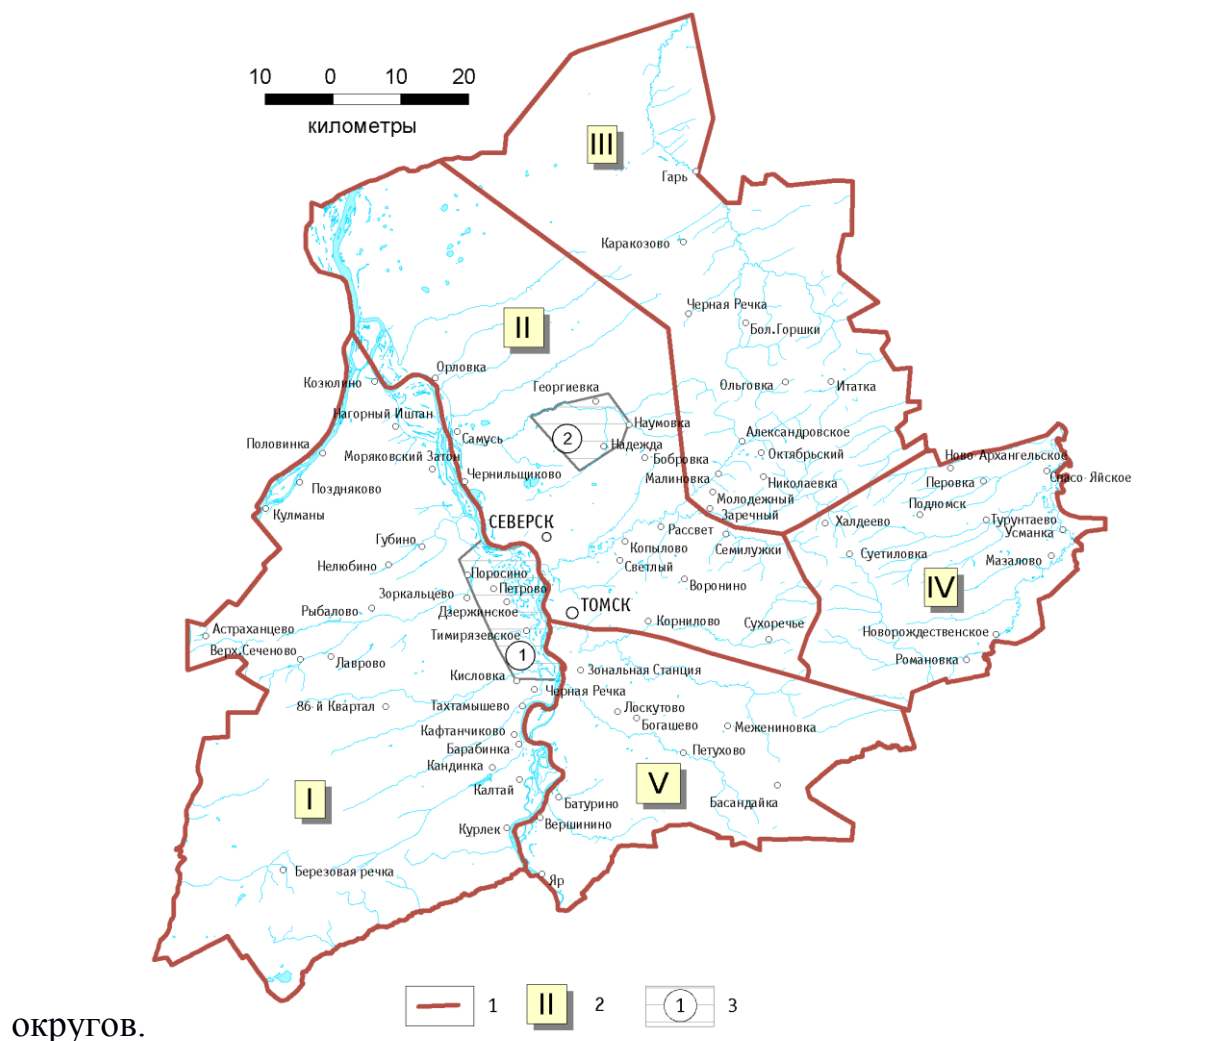 10 0 10 20
километры
III
Гарь
Каракозово
Черная Речка
II
Бол.Горшки
Орловка
Козюлино
Георгиевка
Ольговка
Итатка
Нагорный Иштан
Наумовка
2
Самусь
Надежда
Александровское
Половинка
Моряковский Затон
Бобровка
Октябрьский
Ново-Архангельское
Чернильщиково
Малиновка
Николаевка
Перовка
Спасо-Яйское
Поздняково
Молодежный
Подломск
Кулманы
СЕВЕРСК
Заречный
Халдеево
Турунтаево
Рассвет
Усманка
Губино
Копылово
Семилужки
Суетиловка
Мазалово
Нелюбино
Поросино
Светлый
Петрово
Воронино
IV
Зоркальцево
Рыбалово
Дзержинское
ТОМСК
Корнилово
Сухоречье
Астраханцево
Тимирязевское
Новорождественское
Верх.Сеченово
Лаврово
1
Романовка
Кисловка
Зональная Станция
Черная Речка
86-й Квартал
Тахтамышево
Лоскутово
Богашево
Межениновка
Кафтанчиково
Барабинка
Петухово
Кандинка
I
Калтай
V
Батурино
Басандайка
Курлек
Вершинино
Березовая речка
Яр
1 II 2 1 3
округов.